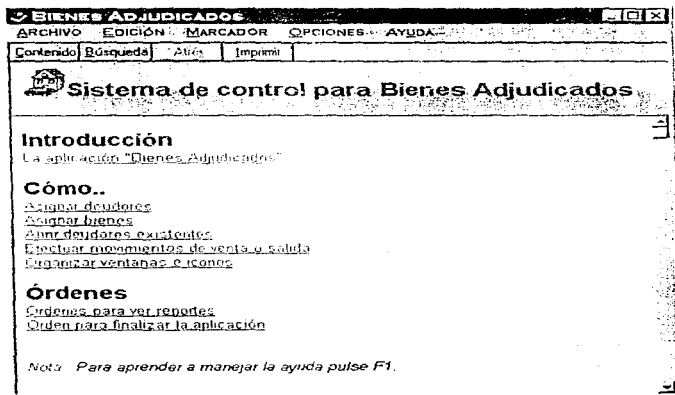 BIENES ADJUDICADOS
ARCHIVO EDICIÓN MARCADOR OPCIONES AYUDA
Contenido Búsqueda Atrás Imprimir
Sistema de control para Bienes Adjudicados
Introducción
La aplicación "Bienes Adjudicados"
Cómo..
Asignar deudores
Asignar bienes
Abrir deudores existentes
Efectuar movimientos de venta o salida
Organizar ventanas e iconos
Órdenes
Ordenes para ver reportes
Orden para finalizar la aplicación
Nota Para aprender a manejar la ayuda pulse F1.